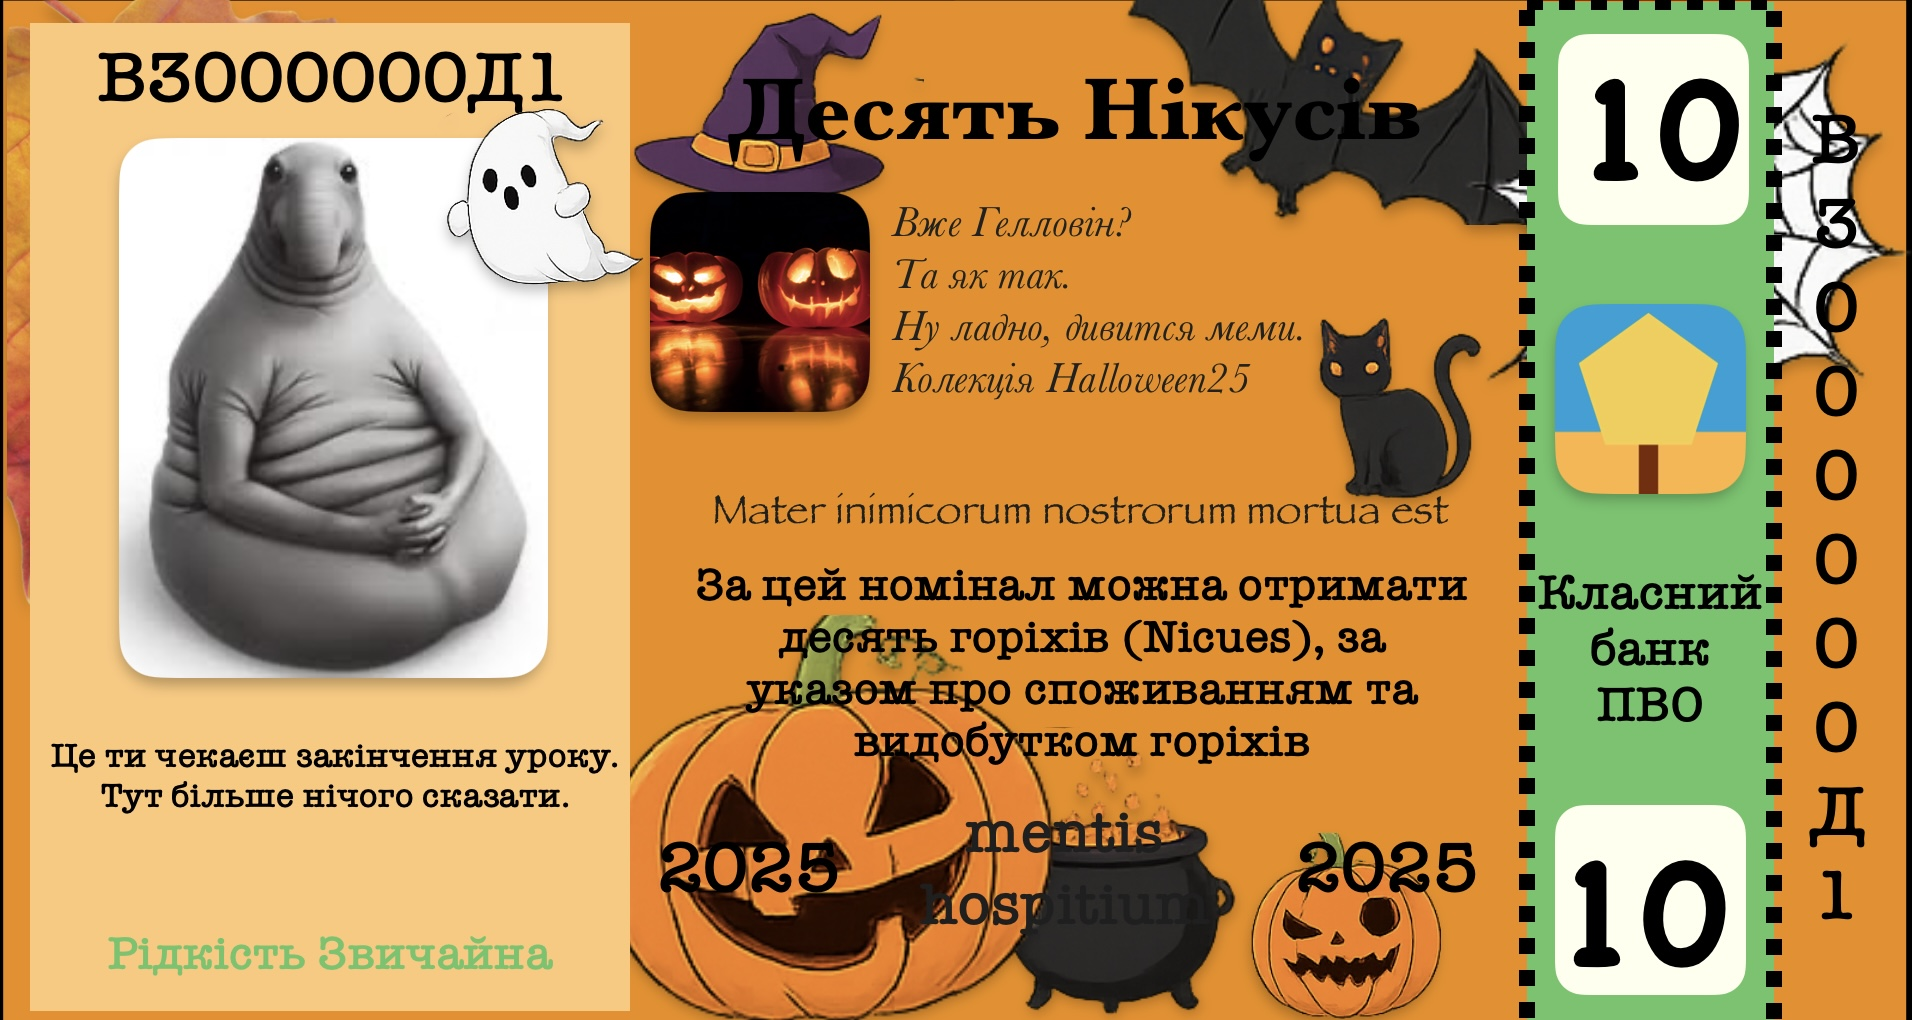 В3000000Д1
Це ти чекаєш закінчення уроку.
Тут більше нічого сказати.
Рідкість Звичайна
Десять Нікусів
Вже Гелловін?
Та як так.
Ну ладно, дивится меми.
Колекція Halloween25
Mater inimicorum nostrorum mortua est
За цей номінал можна отримати
десять горіхів (Nicues), за
указом про споживанням та
видобутком горіхів
mentis
hospitium
2025
2025
10
Класний
банк
ПВО
10
В3000000Д1